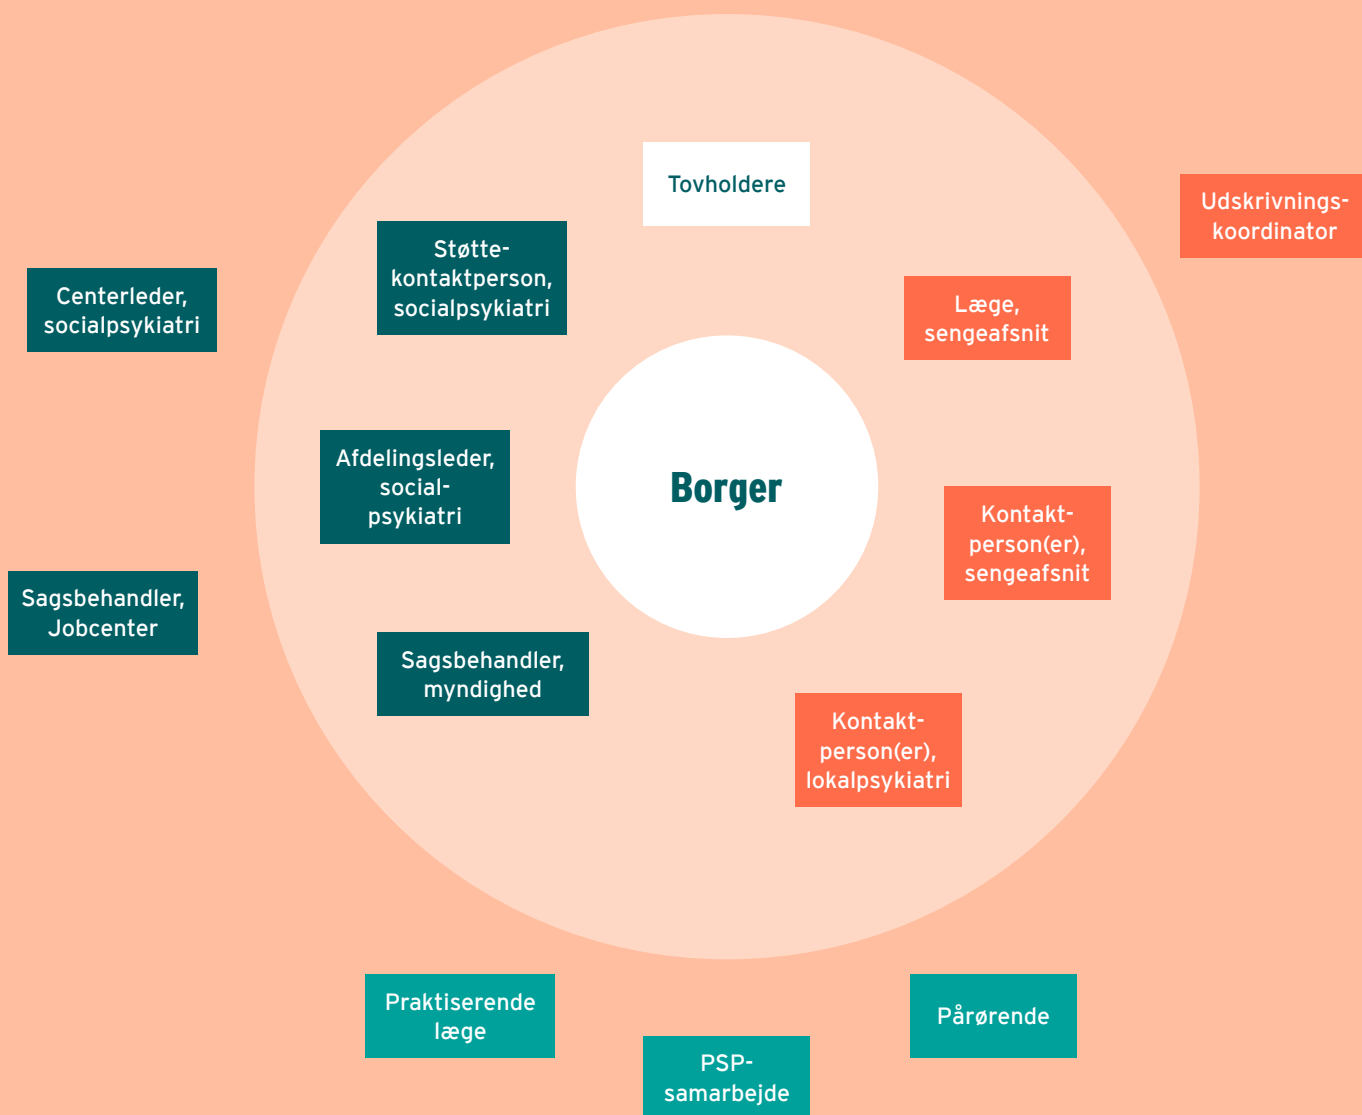 Tovholdere
Udskrivnings-
koordinator
Støtte-
kontaktperson,
socialpsykiatri
Centerleder,
socialpsykiatri
Læge,
sengeafsnit
Afdelingsleder,
social-
psykiatri
Borger
Kontakt-
person(er),
sengeafsnit
Sagsbehandler,
Jobcenter
Sagsbehandler,
myndighed
Kontakt-
person(er),
lokalpsykiatri
Praktiserende
læge
PSP-
samarbejde
Pårørende